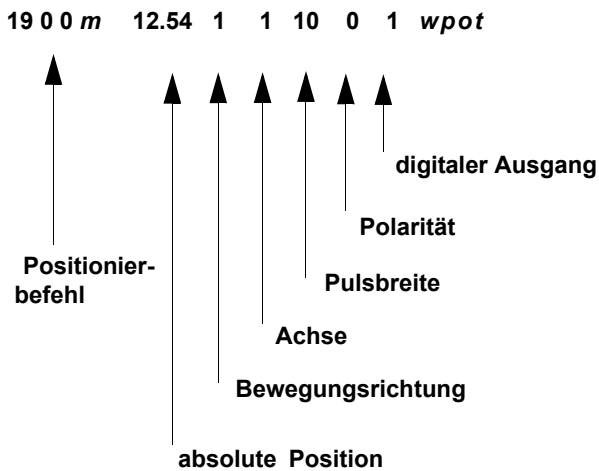 19 0 0 m 12.54 1 1 10 0 1 wpot
digitaler Ausgang
Polarität
Positionier-
befehl
Pulsbreite
Achse
Bewegungsrichtung
absolute Position